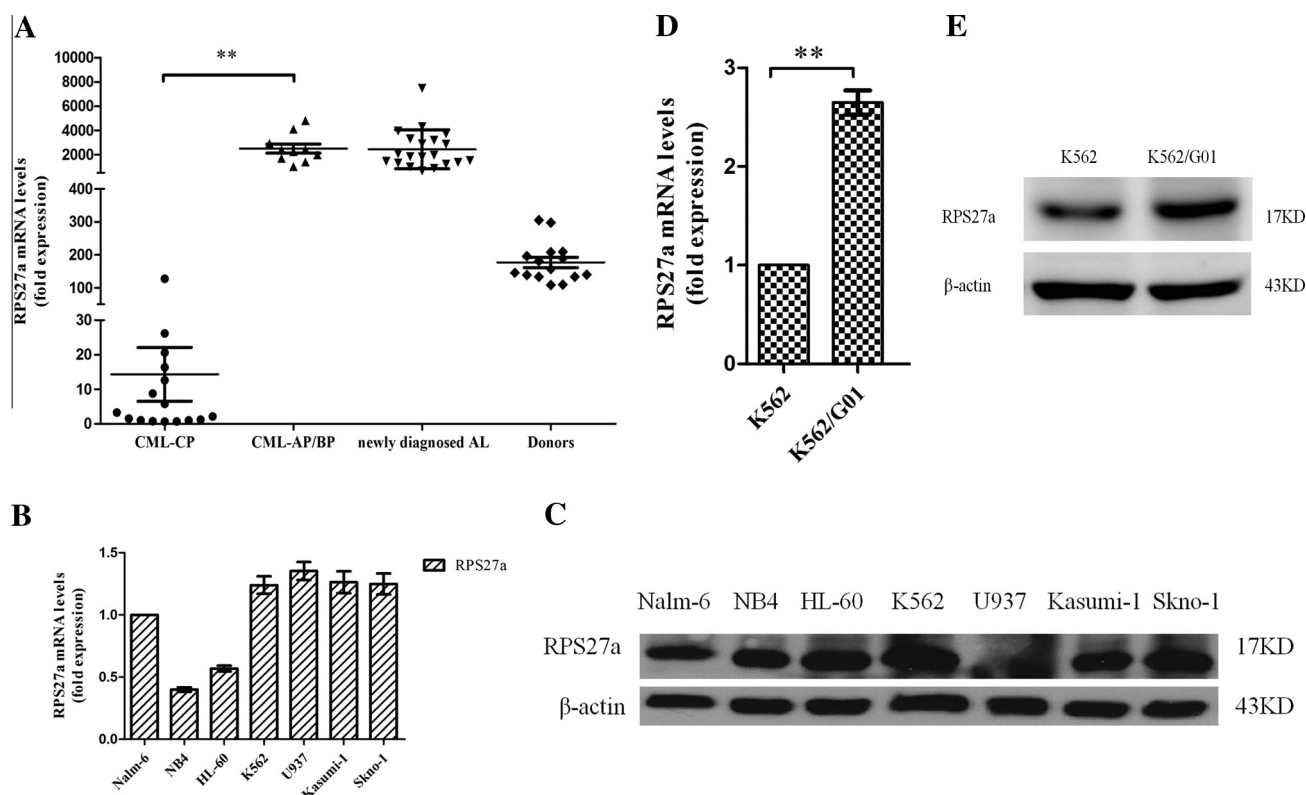 A
RPS27a mRNA levels
(fold expression)
10000
8000
6000
4000
2000
400
300
200
100
30
20
10
0
**
CML-CP
CML-AP/BP
newly diagnosed AL
Donors
D
RPS27a mRNA levels
(fold expression)
3
2
1
0
**
K562
K562/G01
E
K562
K562/G01
RPS27a
17KD
β-actin
43KD
B
RPS27a mRNA levels
(fold expression)
1.5
1.0
0.5
0.0
RPS27a
Nalm-6
NB4
HL-60
K562
U937
Kasumi-1
Skno-1
C
Nalm-6 NB4 HL-60 K562 U937 Kasumi-1 Skno-1
RPS27a
17KD
β-actin
43KD